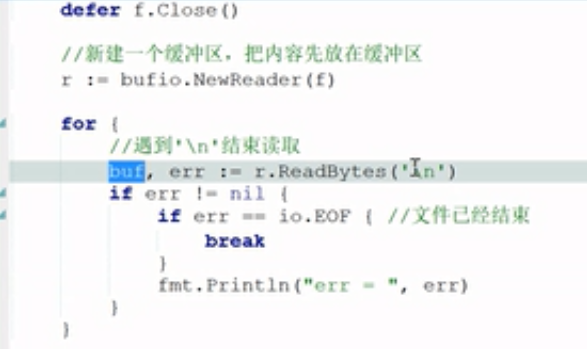 defer f.Close()
//新建一个缓冲区，把内容先放在缓冲区
r := bufio.NewReader(f)
for {
//遇到'\n'结束读取
buf, err := r.ReadBytes('\n')
if err != nil {
if err == io.EOF { //文件已经结束
break
}
fmt.Println("err = ", err)
}
}